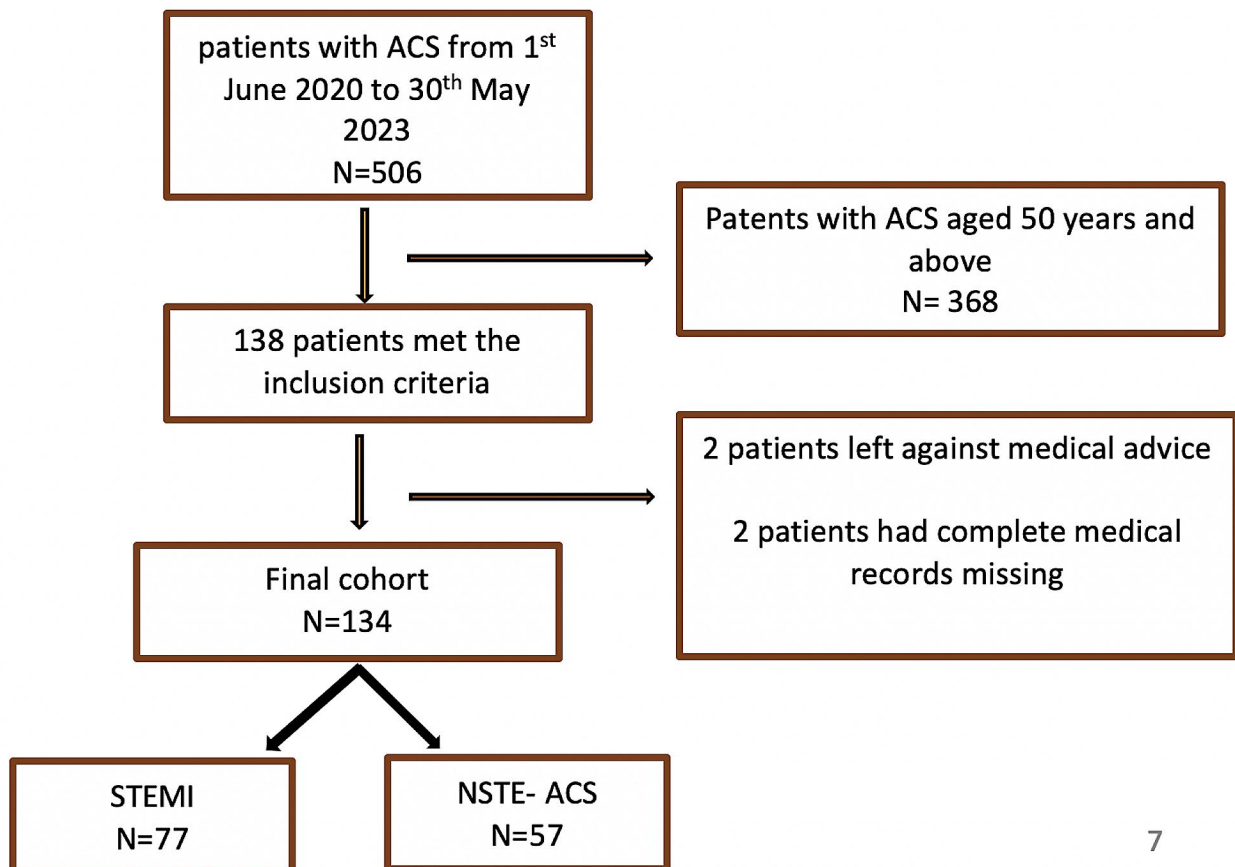 patients with ACS from 1st
June 2020 to 30th May
2023
N=506
Patents with ACS aged 50 years and
above
N= 368
138 patients met the
inclusion criteria
2 patients left against medical advice
2 patients had complete medical
records missing
Final cohort
N=134
STEMI
N=77
NSTE- ACS
N=57
7